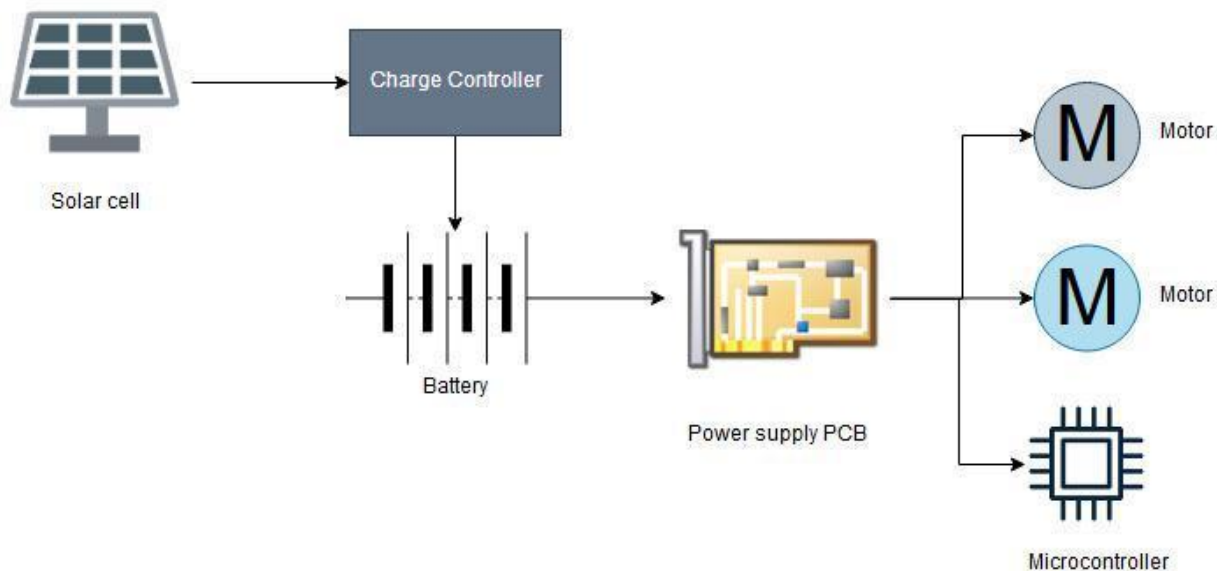 Charge Controller
Solar cell
M
Motor
M
Motor
Battery
Power supply PCB
Microcontroller